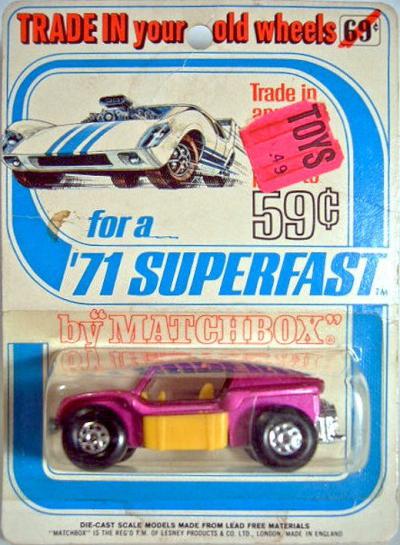 TRADE IN your old wheels 69¢
Trade in
TOYS
.49
59¢
for a
'71 SUPERFAST TM
by "MATCHBOX"®
DIE-CAST SCALE MODELS MADE FROM LEAD FREE MATERIALS
"MATCHBOX" IS THE REG'D T.M. OF LESNEY PRODUCTS & CO. LTD., LONDON, MADE IN ENGLAND